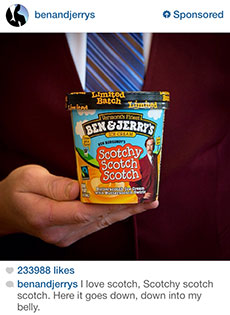 benandjerrys
Sponsored
Limited
Batch
Limited
Vermont's Finest
BEN & JERRY'S
ICE CREAM
RON BURGUNDY'S
Scotchy
Scotch
Scotch
233988 likes
benandjerrys I love scotch, Scotchy scotch
scotch. Here it goes down, down into my
belly.